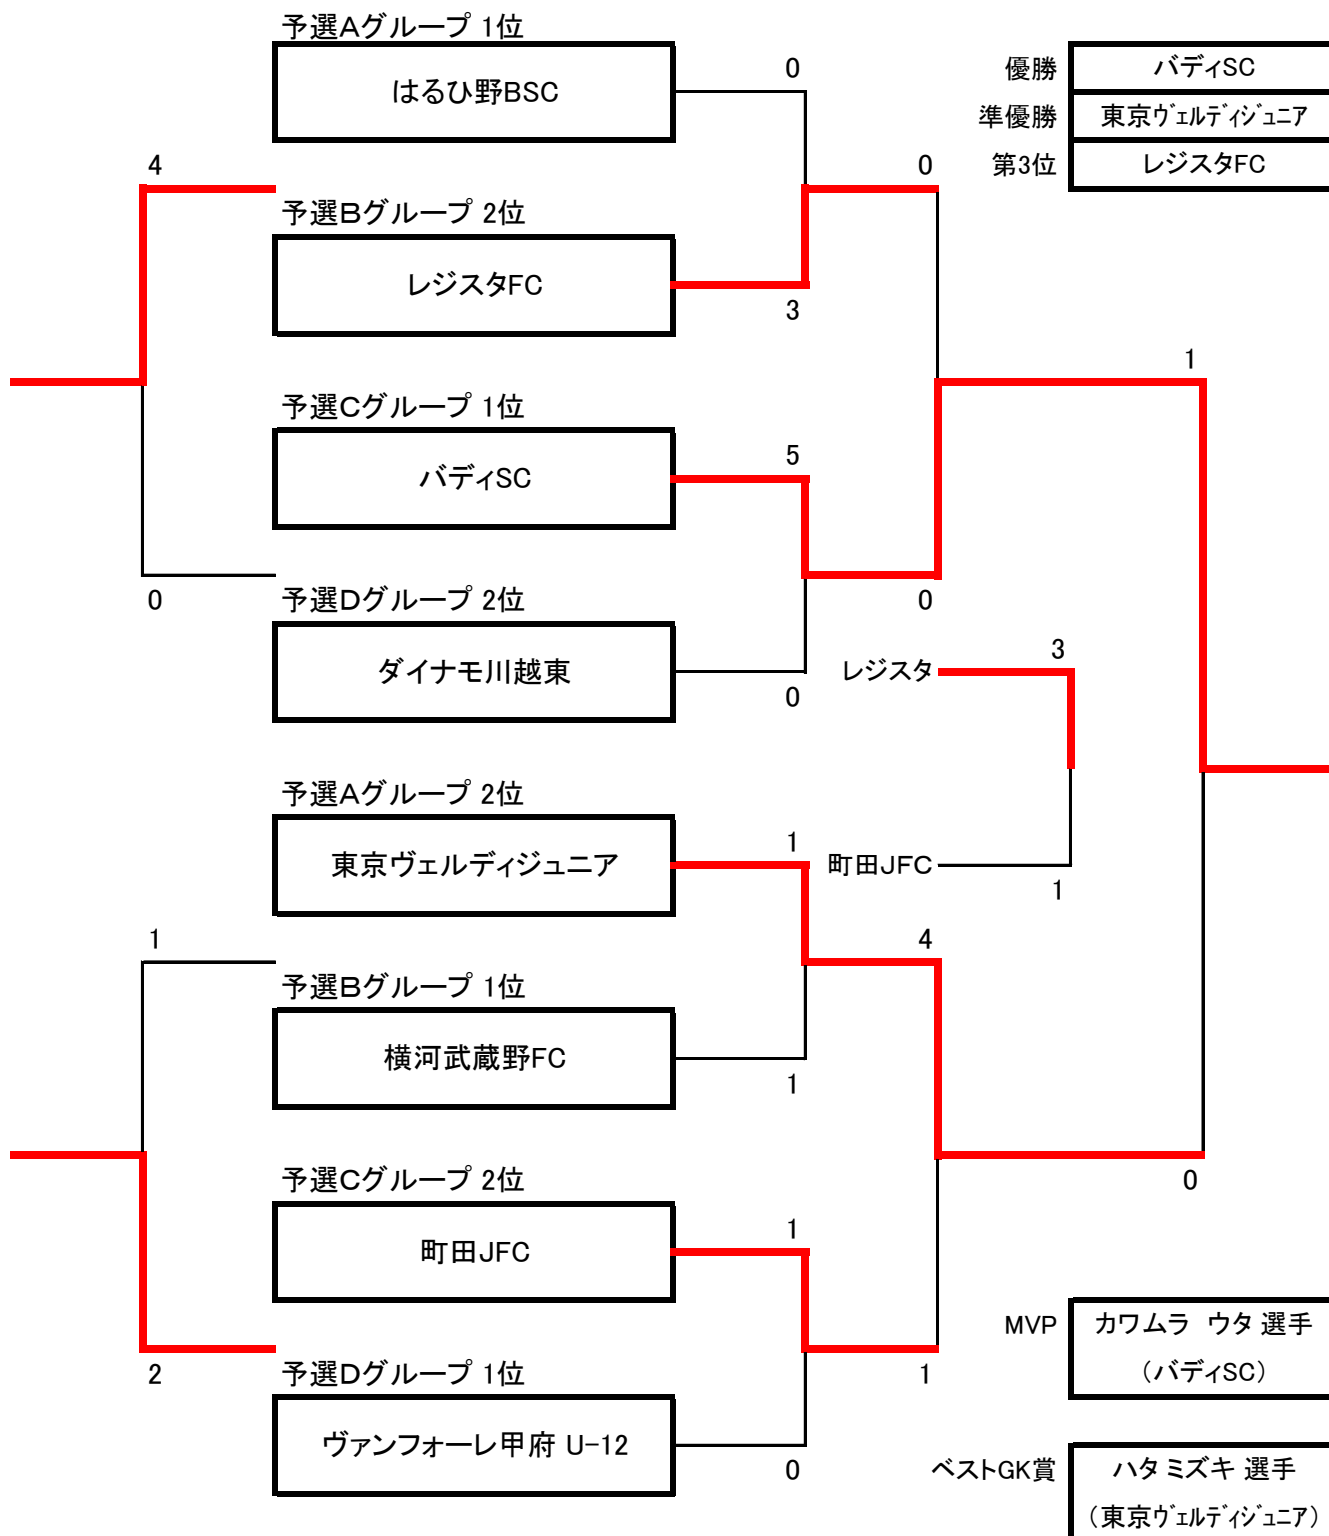 予選Aグループ 1位
はるひ野BSC
0
優勝
バディSC
準優勝
東京ヴェルディジュニア
第3位
レジスタFC
4
0
予選Bグループ 2位
レジスタFC
3
1
予選Cグループ 1位
バディSC
5
0
0
予選Dグループ 2位
ダイナモ川越東
0
レジスタ
3
予選Aグループ 2位
東京ヴェルディジュニア
1
町田JFC
1
1
4
予選Bグループ 1位
横河武蔵野FC
1
0
予選Cグループ 2位
町田JFC
1
2
1
予選Dグループ 1位
ヴァンフォーレ甲府 U-12
0
MVP
カワムラ ウタ 選手
（バディSC）
ベストGK賞
ハタ ミズキ 選手
（東京ヴェルディジュニア）